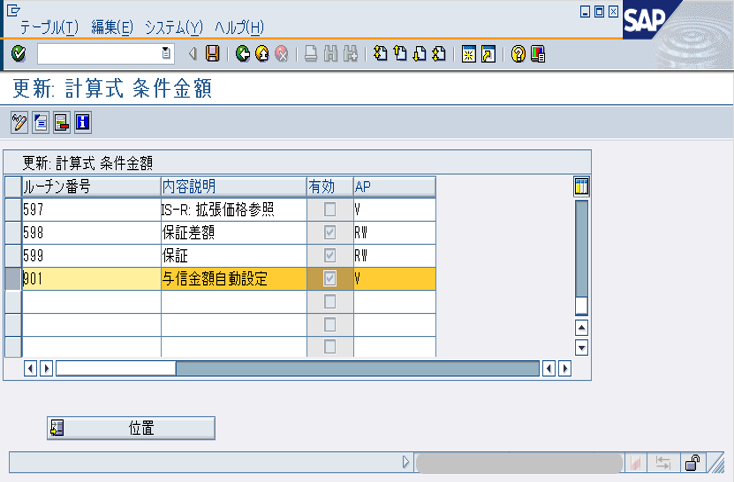 テーブル(T) 編集(E) システム(Y) ヘルプ(H)
SAP
更新: 計算式 条件金額
更新: 計算式 条件金額
ルーチン番号 内容説明 有効 AP
597 IS-R: 拡張価格参照 V
598 保証差額 RW
599 保証 RW
901 与信金額自動設定 V
位置